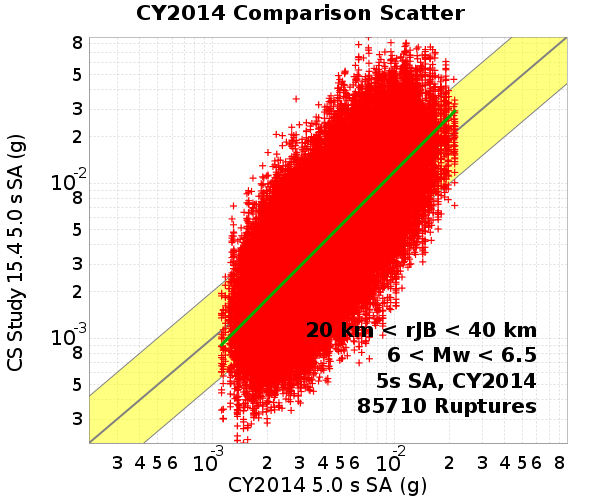 CY2014 Comparison Scatter
CS Study 15.4 5.0 s SA (g)
8
5
3
2
10-2
8
5
3
2
10-3
8
5
3
20 km < rJB < 40 km
6 < Mw < 6.5
5s SA, CY2014
85710 Ruptures
3 4 5 6 10-3 2 3 4 5 6 10-2 2 3 4 5 6 8
CY2014 5.0 s SA (g)